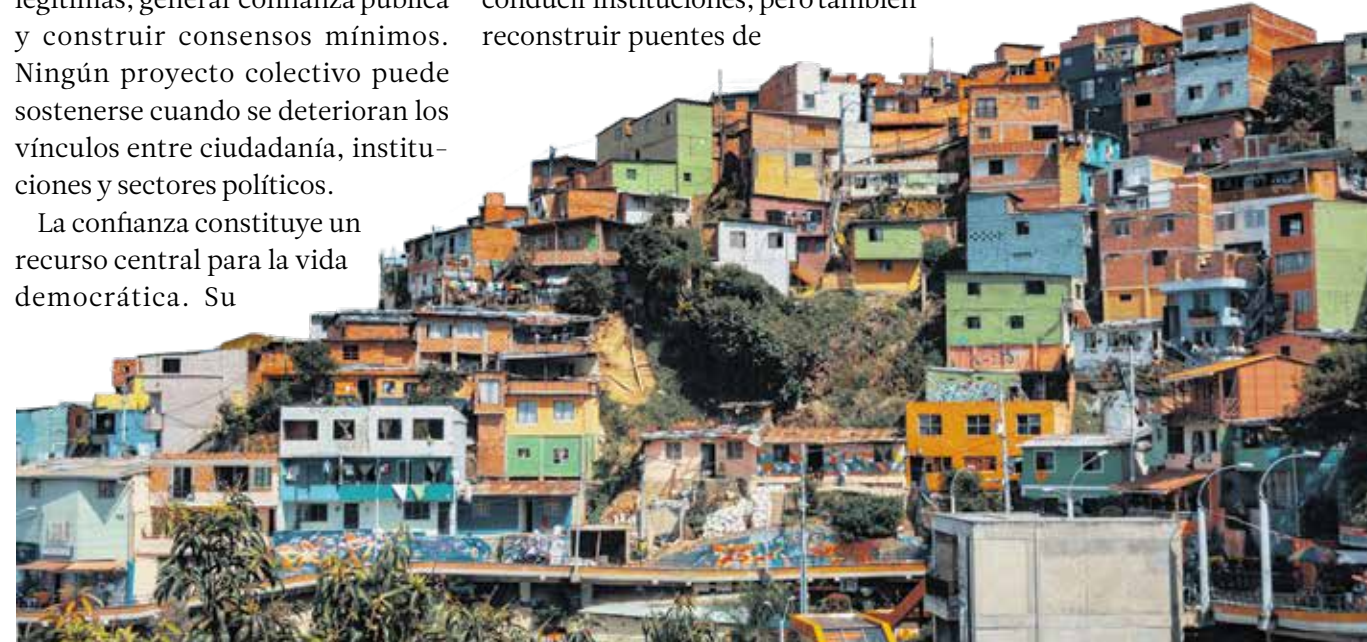 legítimas, generar confianza pública
y construir consensos mínimos.
Ningún proyecto colectivo puede
sostenerse cuando se deterioran los
vínculos entre ciudadanía, institu-
ciones y sectores políticos.
La confianza constituye un
recurso central para la vida
democrática. Su
conducir instituciones, pero también
reconstruir puentes de